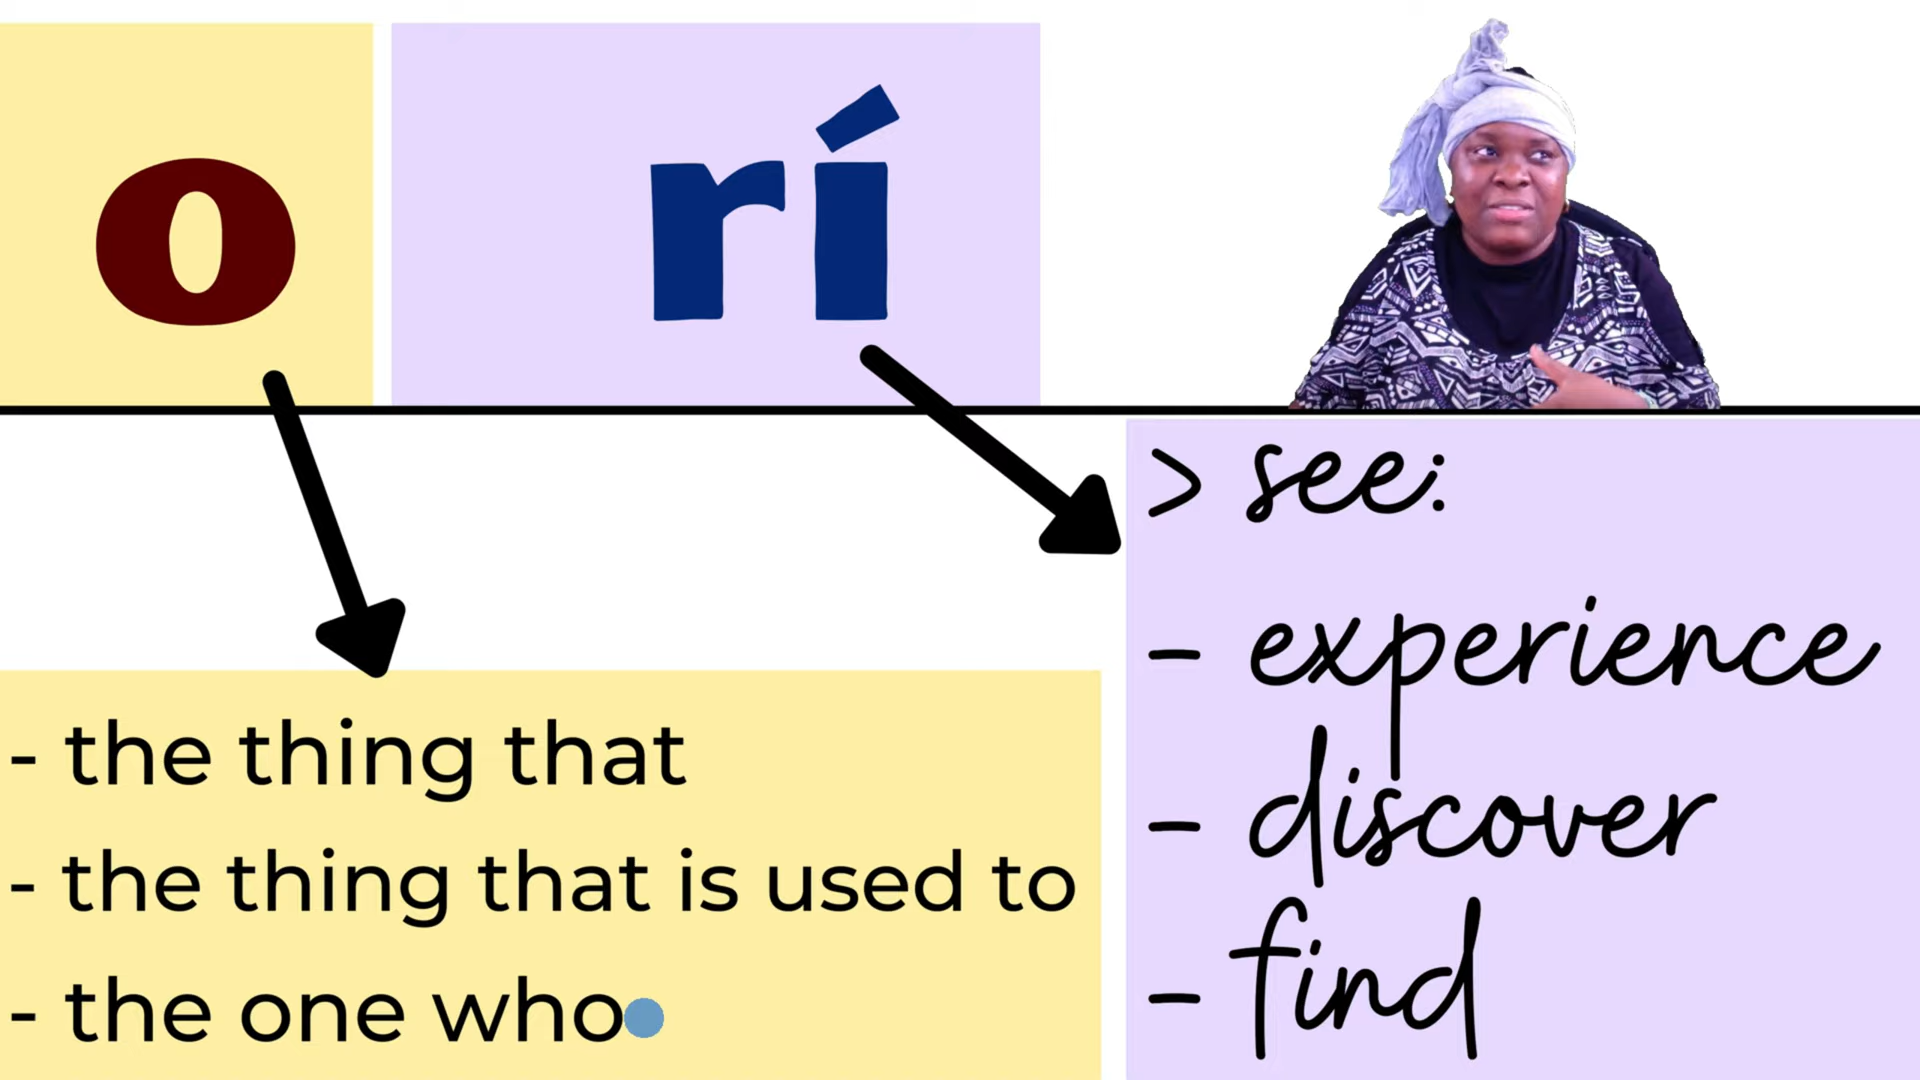 o rí
- the thing that
- the thing that is used to
- the one who
> see:
- experience
- discover
- find